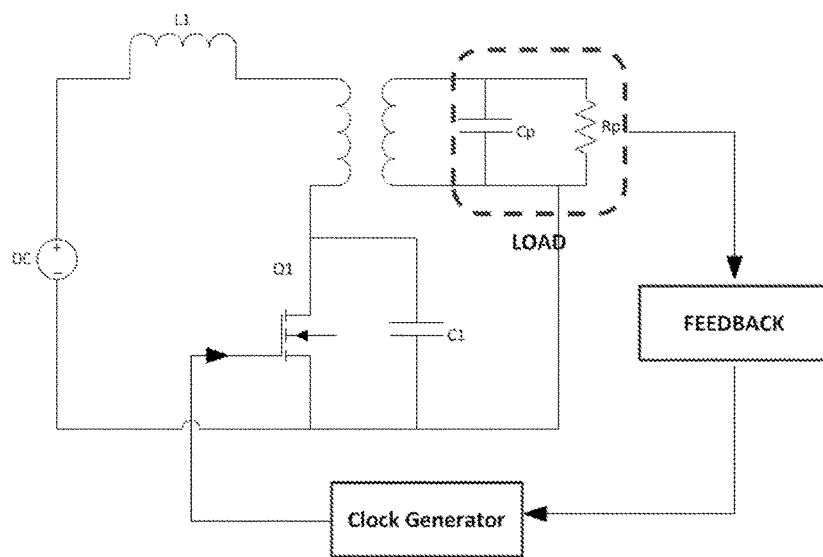 L1
Cp
Rp
LOAD
DC
+
-
Q1
C1
FEEDBACK
Clock Generator